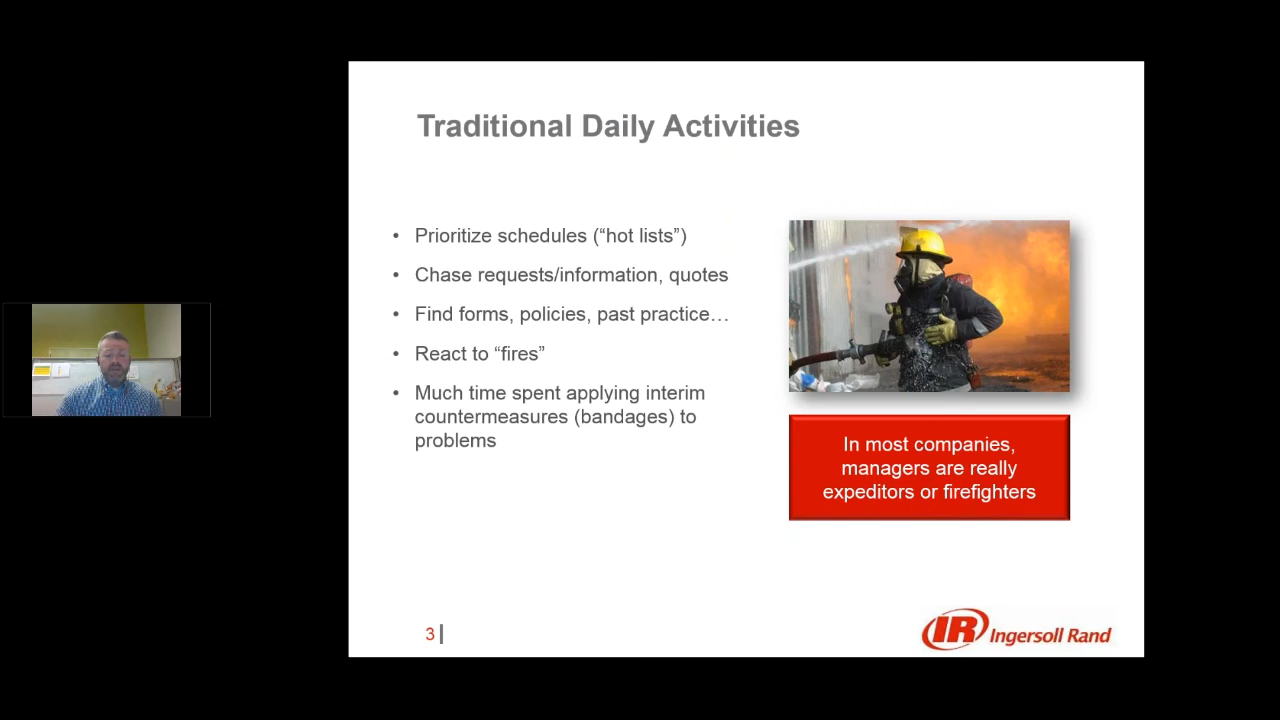 Traditional Daily Activities
• Prioritize schedules (“hot lists”)
• Chase requests/information, quotes
• Find forms, policies, past practice…
• React to “fires”
• Much time spent applying interim
countermeasures (bandages) to
problems
In most companies,
managers are really
expeditors or firefighters
3
IR Ingersoll Rand